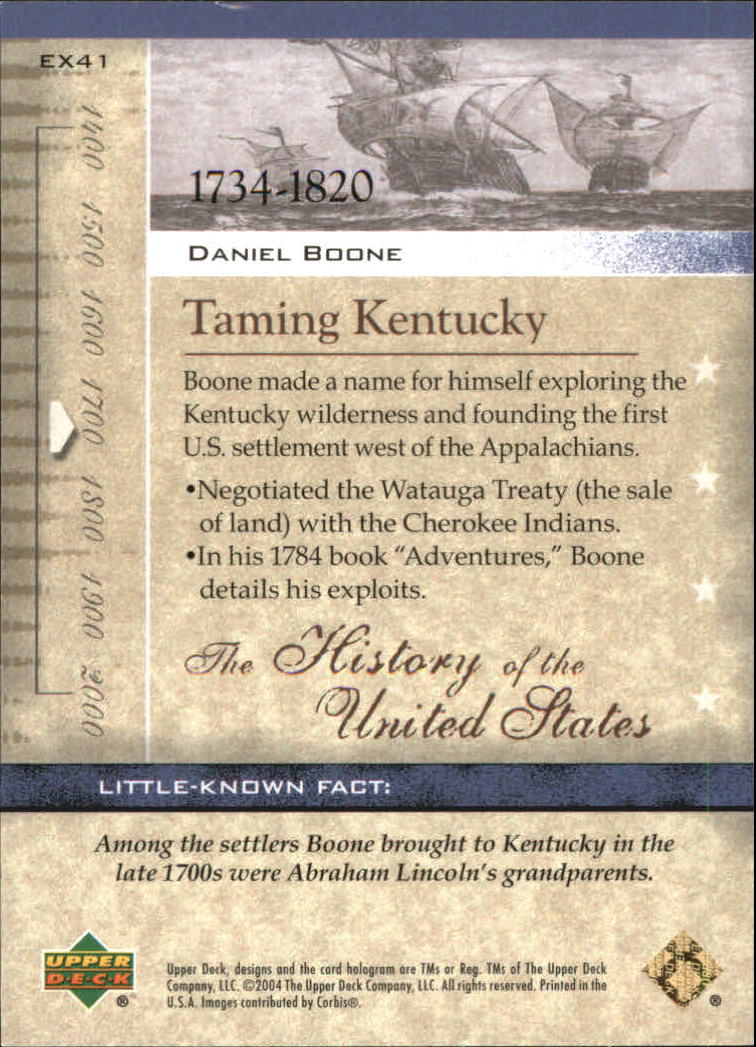 EX41
1400 1500 1600 1700 1800 1900 2000
1734-1820
DANIEL BOONE
Taming Kentucky
Boone made a name for himself exploring the
Kentucky wilderness and founding the first
U.S. settlement west of the Appalachians.
•Negotiated the Watauga Treaty (the sale
of land) with the Cherokee Indians.
•In his 1784 book “Adventures,” Boone
details his exploits.
The History of the
United States
LITTLE-KNOWN FACT:
Among the settlers Boone brought to Kentucky in the
late 1700s were Abraham Lincoln's grandparents.
UPPER
D·E·C·K
®
Upper Deck, designs and the card hologram are TMs or Reg. TMs of The Upper Deck
Company, LLC. ©2004 The Upper Deck Company, LLC. All rights reserved. Printed in the
U.S.A. Images contributed by Corbis®.
®